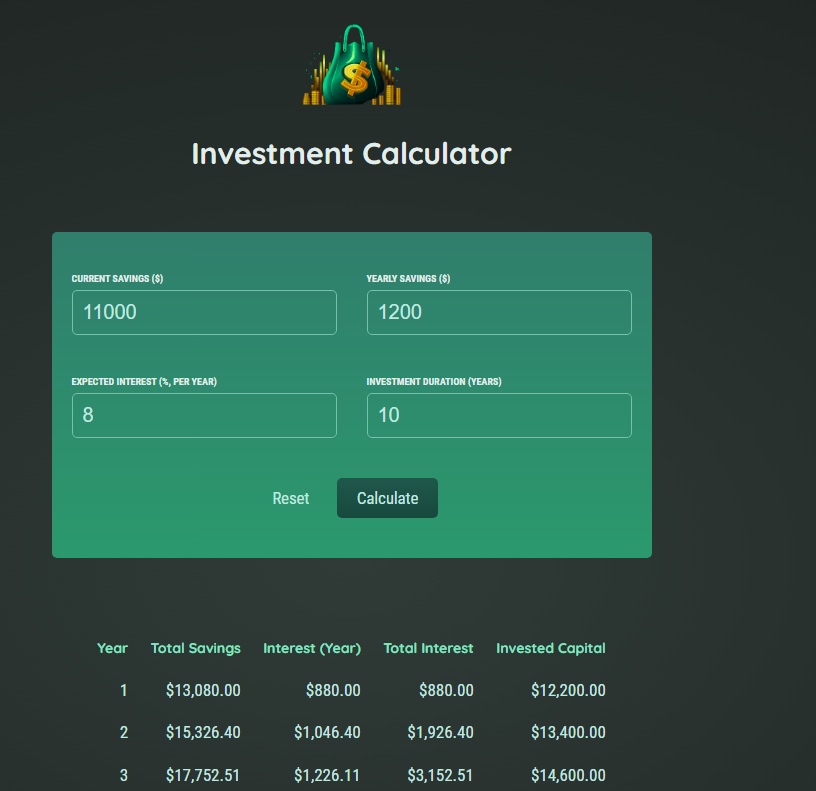 $
Investment Calculator
CURRENT SAVINGS ($) YEARLY SAVINGS ($)
11000 1200
EXPECTED INTEREST (%, PER YEAR) INVESTMENT DURATION (YEARS)
8 10
Reset Calculate
Year Total Savings Interest (Year) Total Interest Invested Capital
1 $13,080.00 $880.00 $880.00 $12,200.00
2 $15,326.40 $1,046.40 $1,926.40 $13,400.00
3 $17,752.51 $1,226.11 $3,152.51 $14,600.00